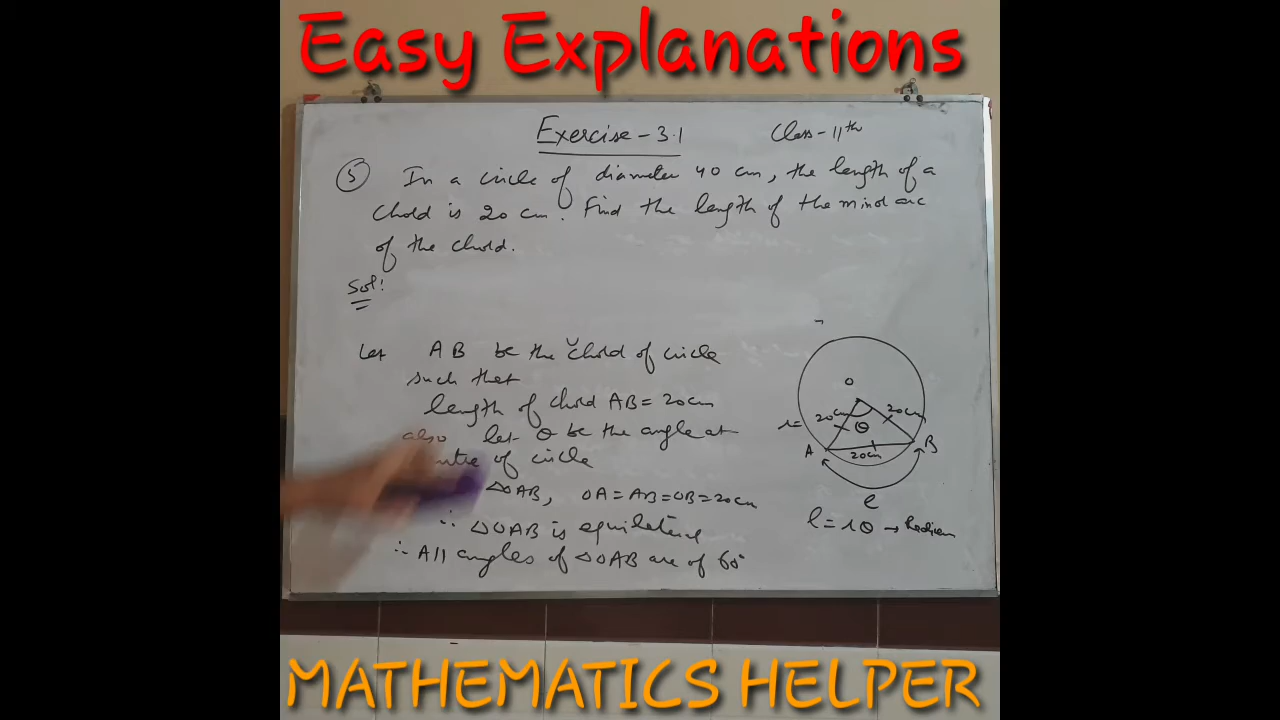 Easy Explanations
Exercise - 3.1 Class - 11th
5 In a circle of diameter 40 cm, the length of a
chord is 20 cm. Find the length of the minor arc
of the chord.
Sol:
Let AB be the chord of circle
such that
length of chord AB = 20cm
also let θ be the angle at
of circle
△OAB, OA = AB = OB = 20cm
∴ △OAB is equilateral
∴ All angles of △OAB are of 60°
O
20cm 20cm
r= θ
A 20cm B
l
l = rθ → Radian
MATHEMATICS HELPER